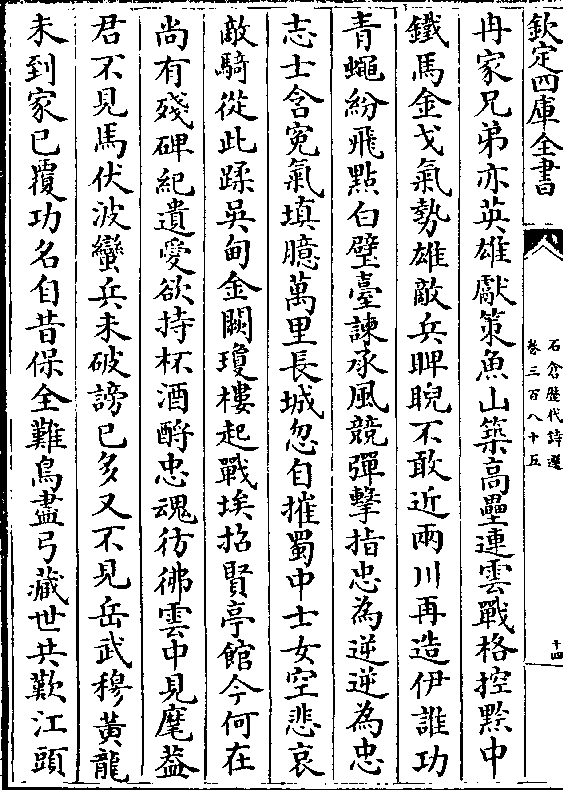 欽定四庫全書
石倉歷代詩選
卷三百八十五
十四
冉家兄弟亦英雄獻策魚山築高壘連雲戰格控黔中
鐵馬金戈氣勢雄敵兵睥睨不敢近兩川再造伊誰功
青蠅紛飛點白壁臺諫承風競彈擊指忠為逆逆為忠
志士含寃氣填臆萬里長城忽自摧蜀中士女空悲哀
敵騎從此蹂吳甸金闕瓊樓起戰埃招賢亭館今何在
尚有殘碑紀遺愛欲持杯酒酹忠魂彷彿雲中見麾葢
君不見馬伏波蠻兵未破謗已多又不見岳武穆黃龍
未到家已覆功名自昔保全難鳥盡弓藏世共歎江頭